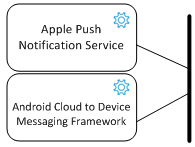 Apple Push
Notification Service
Android Cloud to Device
Messaging Framework